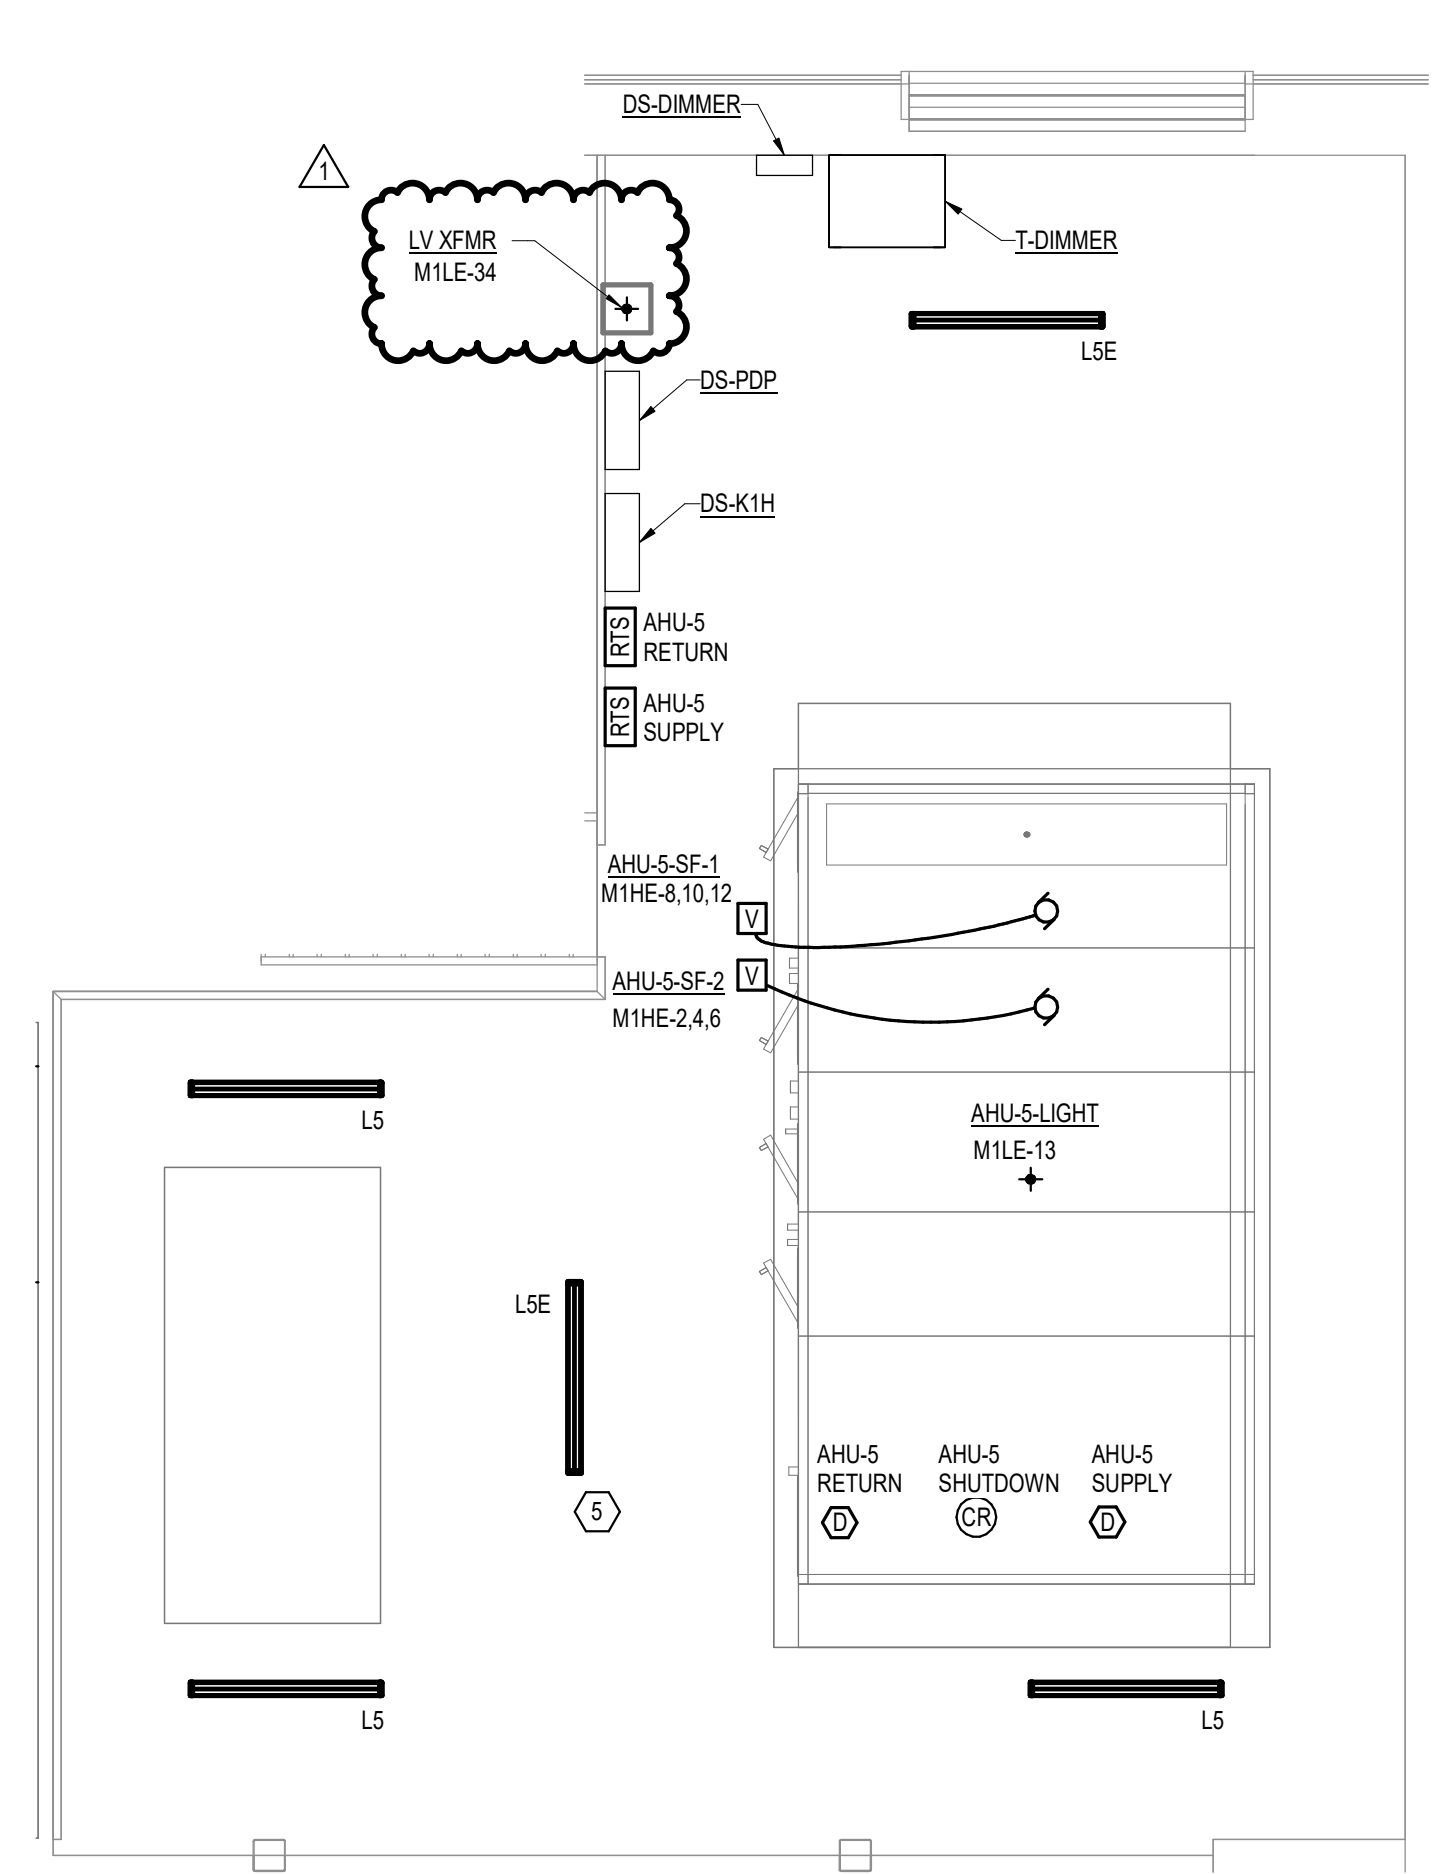 DS-DIMMER
1
LV XFMR
M1LE-34
T-DIMMER
L5E
DS-PDP
DS-K1H
RTS
AHU-5
RETURN
RTS
AHU-5
SUPPLY
AHU-5-SF-1
M1HE-8,10,12
V
AHU-5-SF-2
M1HE-2,4,6
V
L5
AHU-5-LIGHT
M1LE-13
L5E
5
AHU-5
RETURN
D
AHU-5
SHUTDOWN
CR
AHU-5
SUPPLY
D
L5
L5